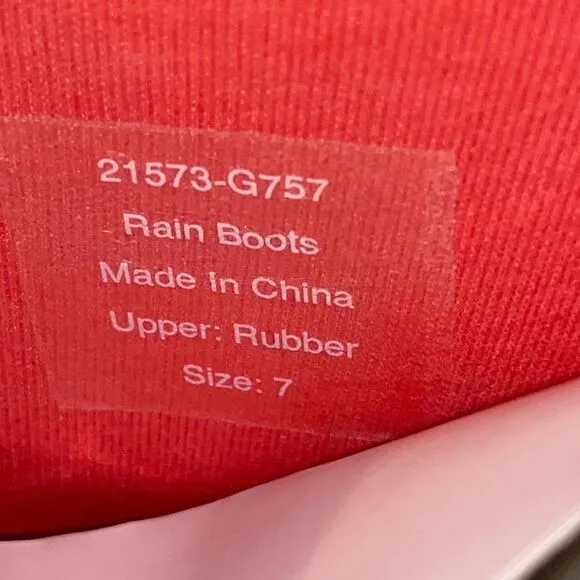 21573-G757
Rain Boots
Made In China
Upper: Rubber
Size: 7